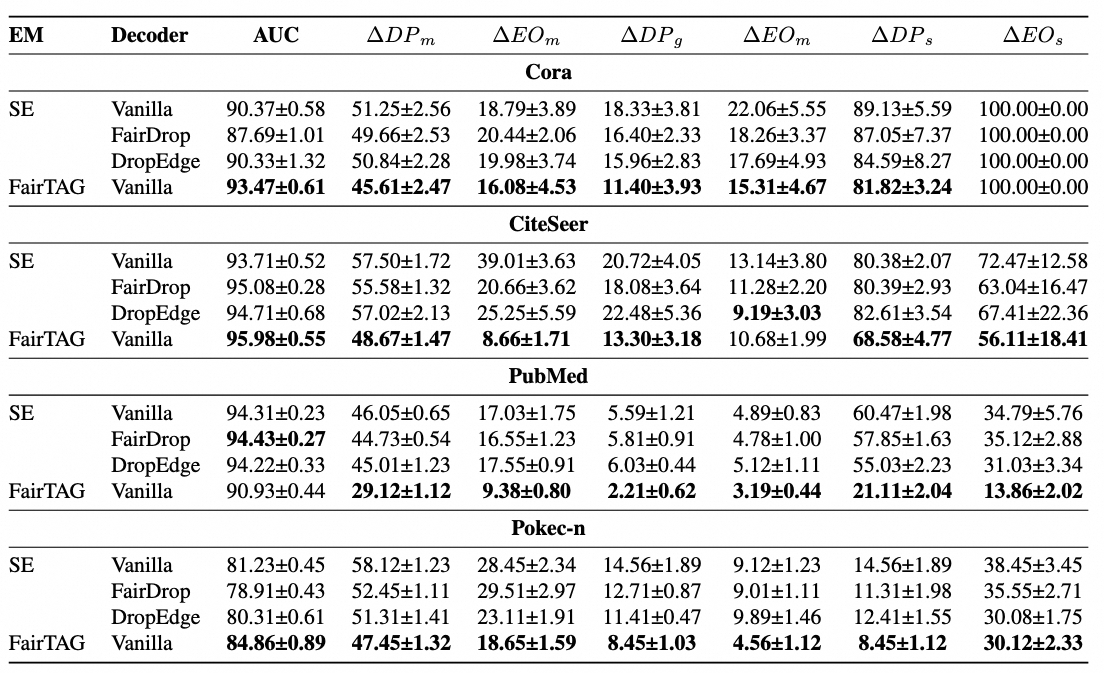 EM Decoder AUC ΔDPm ΔEOm ΔDPg ΔEOm ΔDPs ΔEOs
Cora
SE Vanilla 90.37±0.58 51.25±2.56 18.79±3.89 18.33±3.81 22.06±5.55 89.13±5.59 100.00±0.00
FairDrop 87.69±1.01 49.66±2.53 20.44±2.06 16.40±2.33 18.26±3.37 87.05±7.37 100.00±0.00
DropEdge 90.33±1.32 50.84±2.28 19.98±3.74 15.96±2.83 17.69±4.93 84.59±8.27 100.00±0.00
FairTAG Vanilla 93.47±0.61 45.61±2.47 16.08±4.53 11.40±3.93 15.31±4.67 81.82±3.24 100.00±0.00
CiteSeer
SE Vanilla 93.71±0.52 57.50±1.72 39.01±3.63 20.72±4.05 13.14±3.80 80.38±2.07 72.47±12.58
FairDrop 95.08±0.28 55.58±1.32 20.66±3.62 18.08±3.64 11.28±2.20 80.39±2.93 63.04±16.47
DropEdge 94.71±0.68 57.02±2.13 25.25±5.59 22.48±5.36 9.19±3.03 82.61±3.54 67.41±22.36
FairTAG Vanilla 95.98±0.55 48.67±1.47 8.66±1.71 13.30±3.18 10.68±1.99 68.58±4.77 56.11±18.41
PubMed
SE Vanilla 94.31±0.23 46.05±0.65 17.03±1.75 5.59±1.21 4.89±0.83 60.47±1.98 34.79±5.76
FairDrop 94.43±0.27 44.73±0.54 16.55±1.23 5.81±0.91 4.78±1.00 57.85±1.63 35.12±2.88
DropEdge 94.22±0.33 45.01±1.23 17.55±0.91 6.03±0.44 5.12±1.11 55.03±2.23 31.03±3.34
FairTAG Vanilla 90.93±0.44 29.12±1.12 9.38±0.80 2.21±0.62 3.19±0.44 21.11±2.04 13.86±2.02
Pokec-n
SE Vanilla 81.23±0.45 58.12±1.23 28.45±2.34 14.56±1.89 9.12±1.23 14.56±1.89 38.45±3.45
FairDrop 78.91±0.43 52.45±1.11 29.51±2.97 12.71±0.87 9.01±1.11 11.31±1.98 35.55±2.71
DropEdge 80.31±0.61 51.31±1.41 23.11±1.91 11.41±0.47 9.89±1.46 12.41±1.55 30.08±1.75
FairTAG Vanilla 84.86±0.89 47.45±1.32 18.65±1.59 8.45±1.03 4.56±1.12 8.45±1.12 30.12±2.33